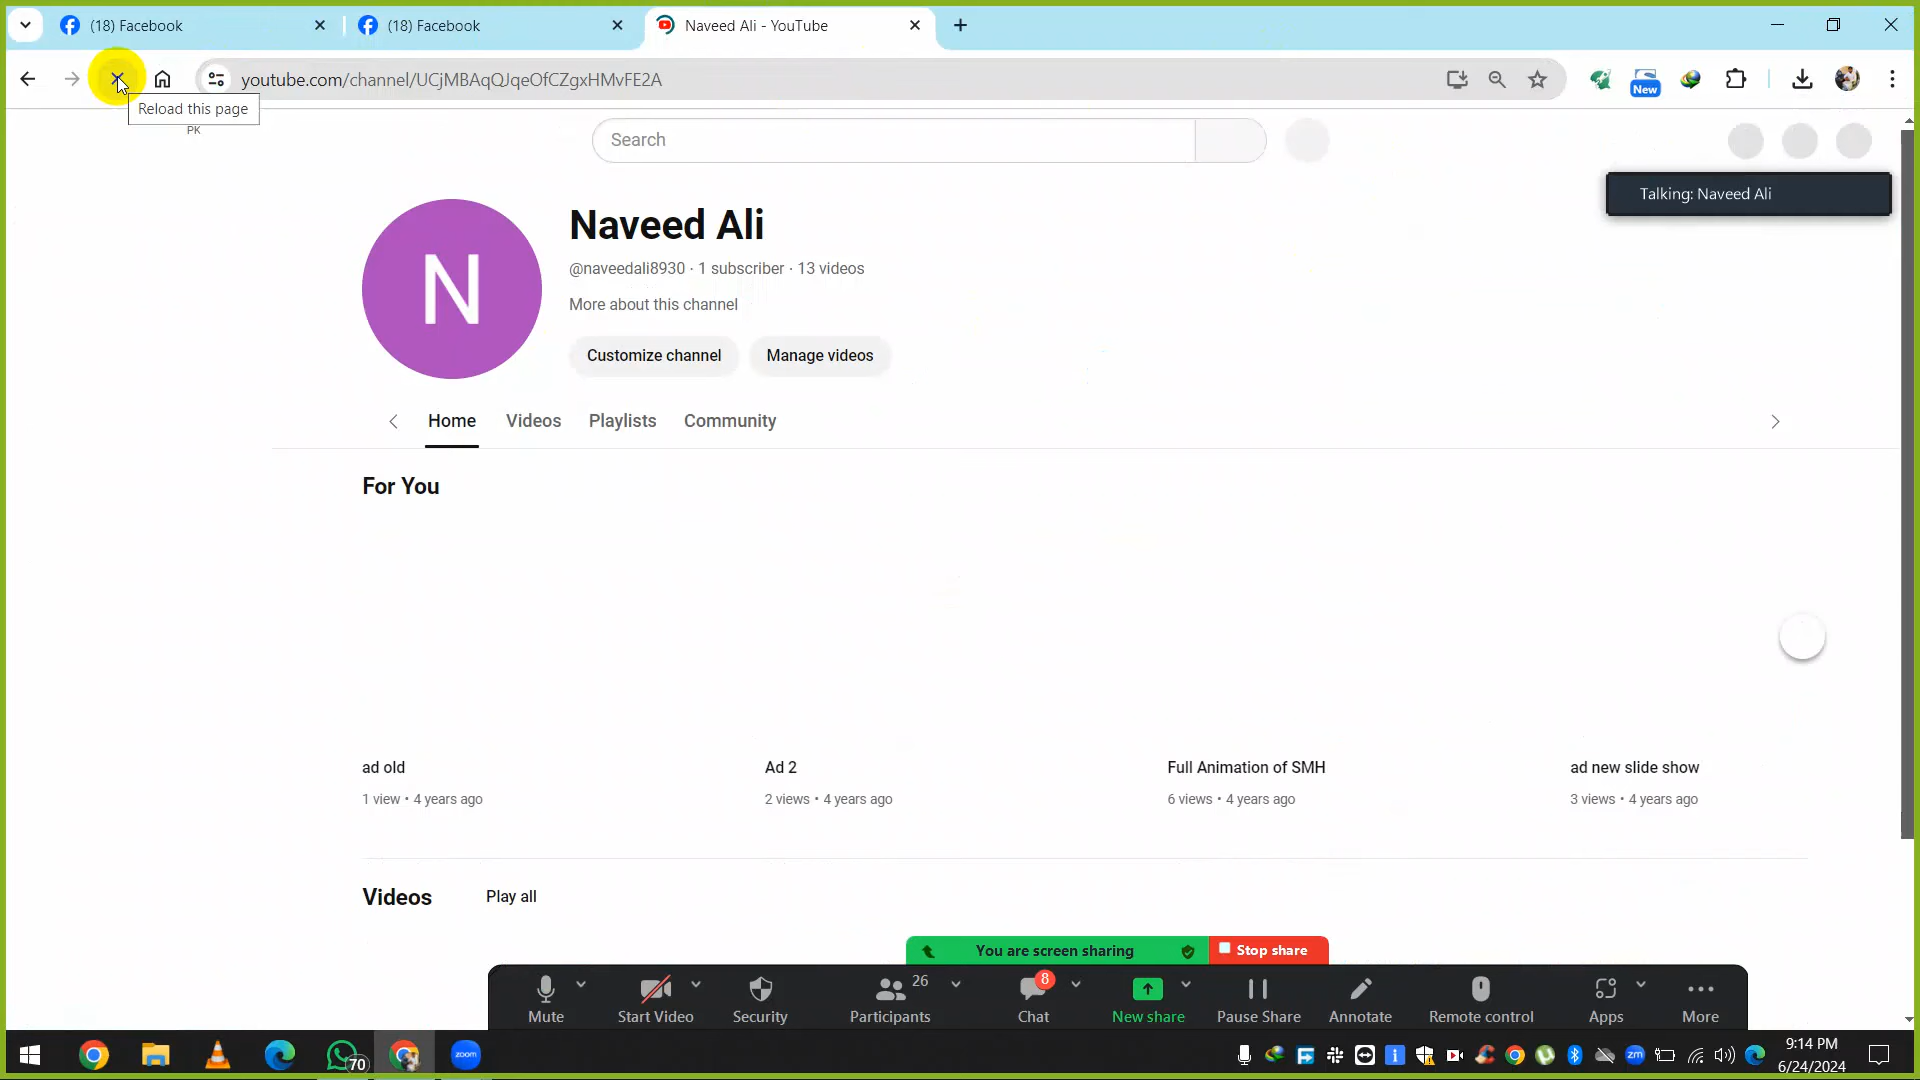 (18) Facebook
(18) Facebook
Naveed Ali - YouTube
youtube.com/channel/UCjMBAqQJqeOfCZgxHMvFE2A
New
Reload this page
PK
Search
Talking: Naveed Ali
N
Naveed Ali
@naveedali8930 · 1 subscriber · 13 videos
More about this channel
Customize channel
Manage videos
Home
Videos
Playlists
Community
For You
ad old
1 view • 4 years ago
Ad 2
2 views • 4 years ago
Full Animation of SMH
6 views • 4 years ago
ad new slide show
3 views • 4 years ago
Videos
Play all
You are screen sharing
Stop share
26
8
Mute
Start Video
Security
Participants
Chat
New share
Pause Share
Annotate
Remote control
Apps
More
70
zoom
zm
9:14 PM
6/24/2024